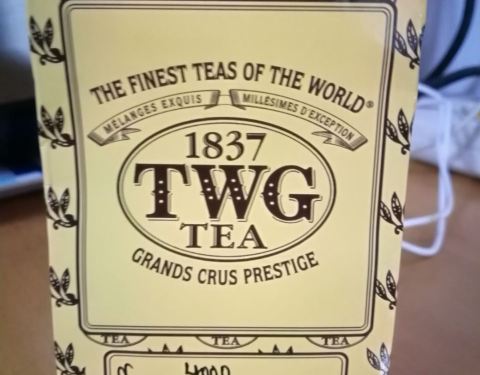 THE FINEST TEAS OF THE WORLD®
MÉLANGES EXQUIS MILLÉSIMES D'EXCEPTION
1837
TWG
TEA
GRANDS CRUS PRESTIGE
TEA TEA TEA